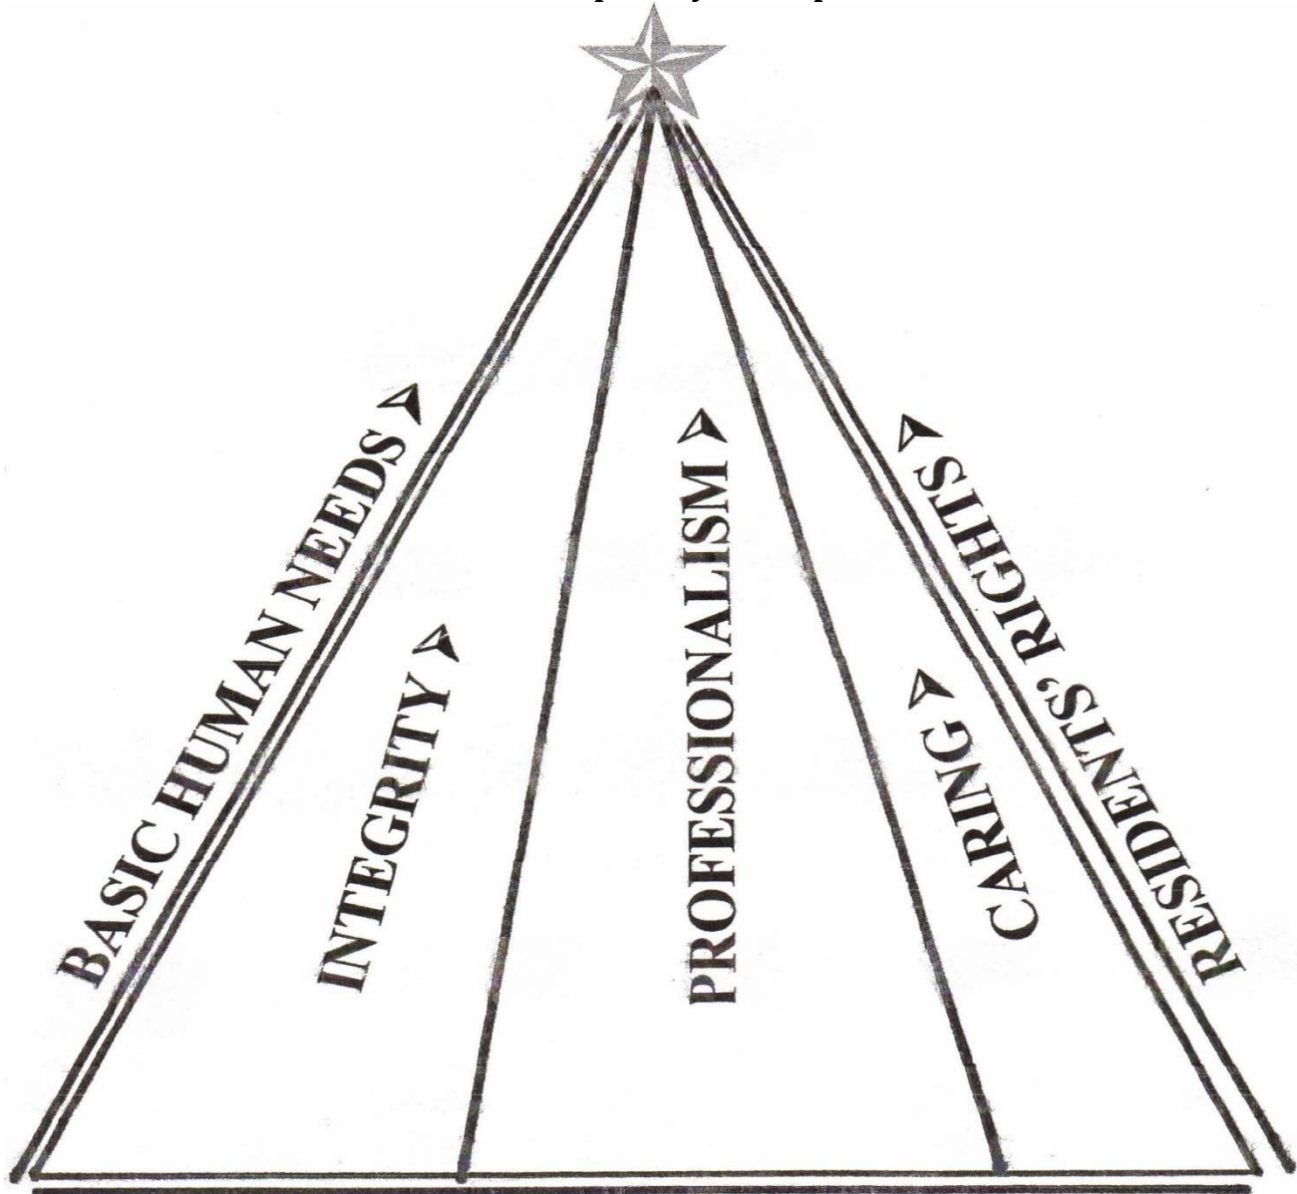 BASIC HUMAN NEEDS
INTEGRITY
PROFESSIONALISM
CARING
RESIDENTS' RIGHTS